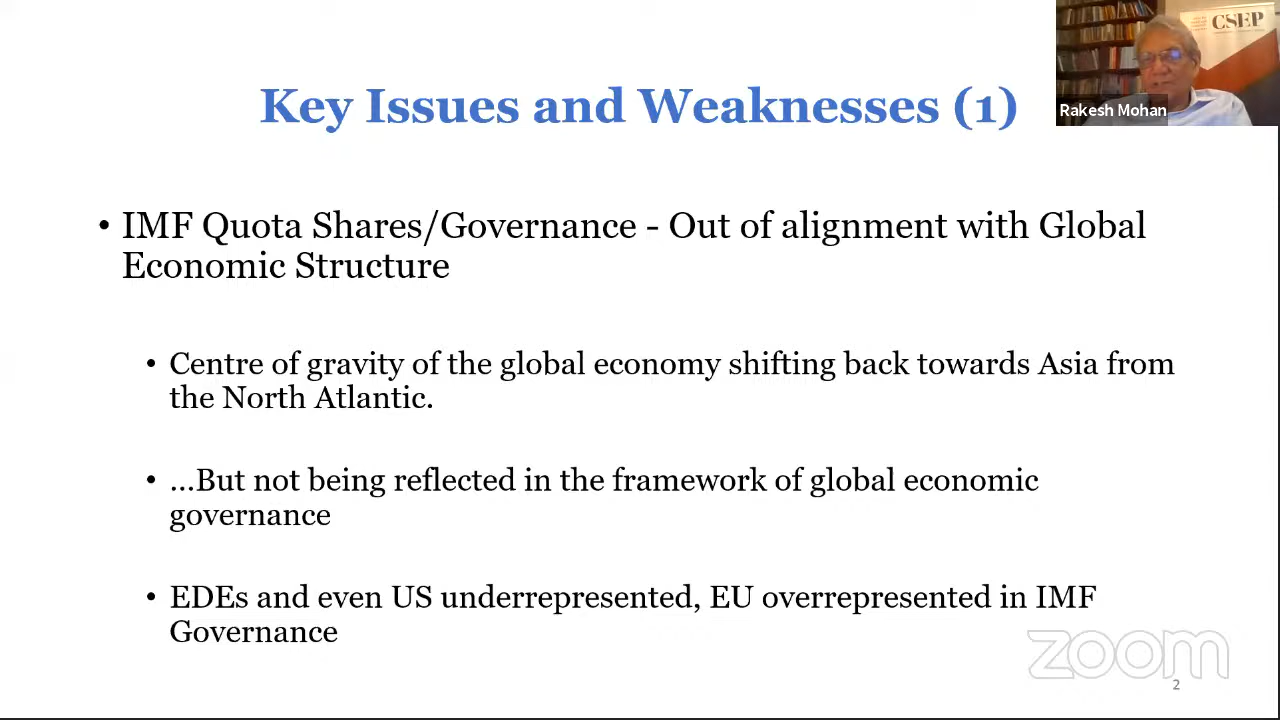 CSEP
Rakesh Mohan
Key Issues and Weaknesses (1)
• IMF Quota Shares/Governance - Out of alignment with Global
Economic Structure
• Centre of gravity of the global economy shifting back towards Asia from
the North Atlantic.
• ...But not being reflected in the framework of global economic
governance
• EDEs and even US underrepresented, EU overrepresented in IMF
Governance
zoom
2